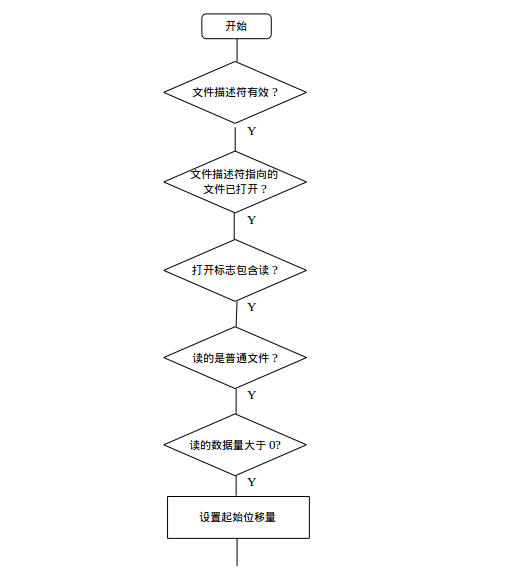 开始
文件描述符有效？
Y
文件描述符指向的
文件已打开？
Y
打开标志包含读？
Y
读的是普通文件？
Y
读的数据量大于 0?
Y
设置起始位移量